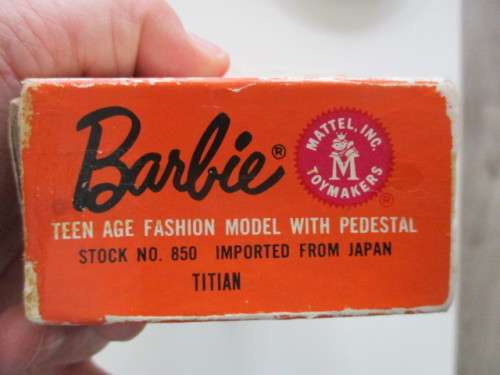 Barbie®
MATTEL, INC.
M
TOYMAKERS
®
TEEN AGE FASHION MODEL WITH PEDESTAL
STOCK NO. 850 IMPORTED FROM JAPAN
TITIAN